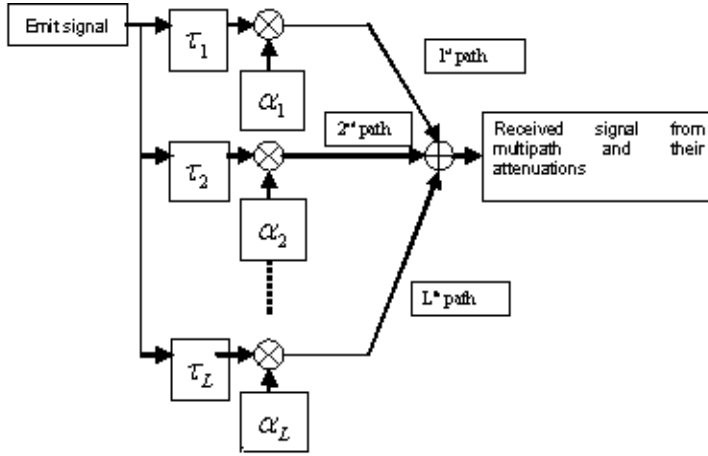 Emit signal
τ1
1st path
α1
2nd path
Received signal from
multipath and their
attenuations
τ2
α2
Lth path
τL
αL